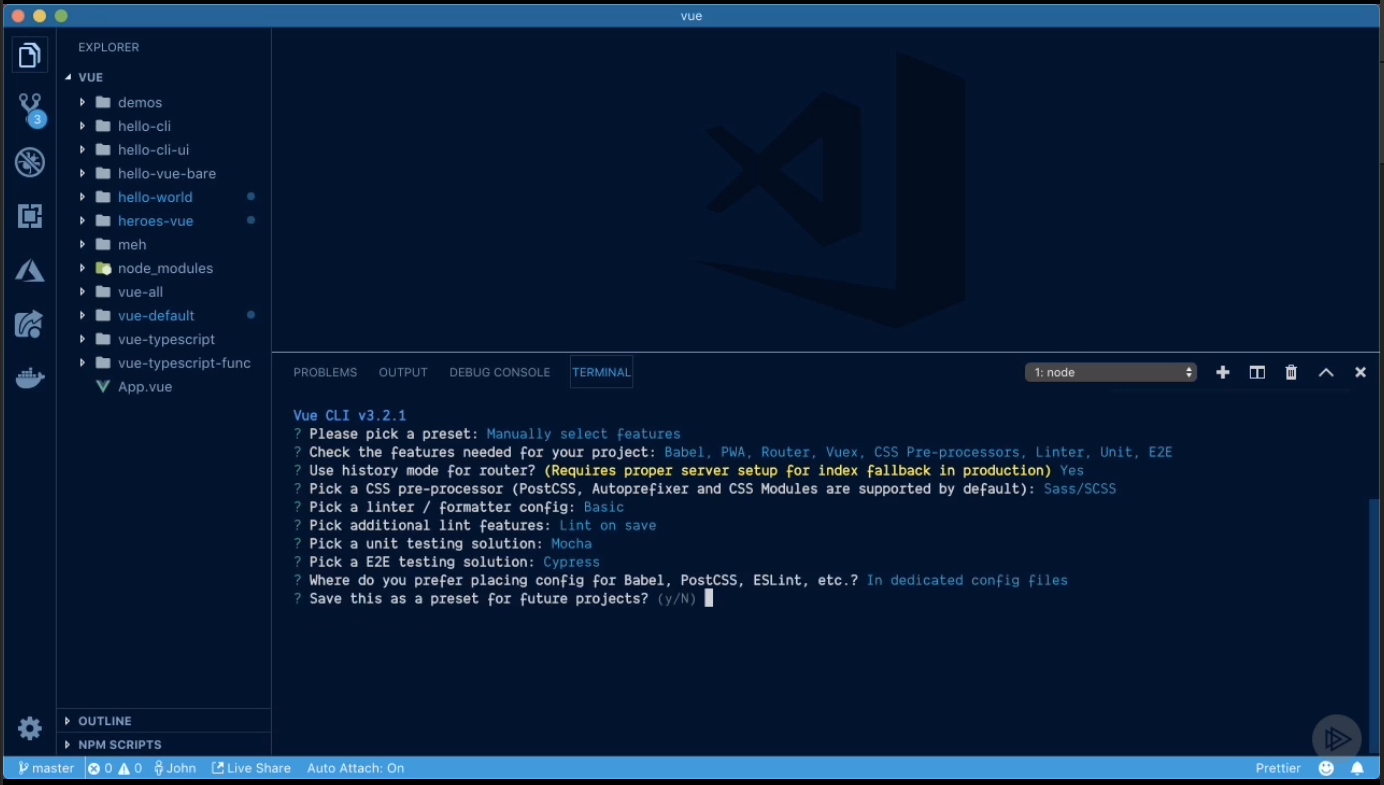 vue
EXPLORER
VUE
demos
hello-cli
3
hello-cli-ui
hello-vue-bare
hello-world
heroes-vue
meh
node_modules
vue-all
vue-default
vue-typescript
vue-typescript-func
App.vue
OUTLINE
NPM SCRIPTS
PROBLEMS OUTPUT DEBUG CONSOLE TERMINAL 1: node
Vue CLI v3.2.1
? Please pick a preset: Manually select features
? Check the features needed for your project: Babel, PWA, Router, Vuex, CSS Pre-processors, Linter, Unit, E2E
? Use history mode for router? (Requires proper server setup for index fallback in production) Yes
? Pick a CSS pre-processor (PostCSS, Autoprefixer and CSS Modules are supported by default): Sass/SCSS
? Pick a linter / formatter config: Basic
? Pick additional lint features: Lint on save
? Pick a unit testing solution: Mocha
? Pick a E2E testing solution: Cypress
? Where do you prefer placing config for Babel, PostCSS, ESLint, etc.? In dedicated config files
? Save this as a preset for future projects? (y/N)
master 0 0 John Live Share Auto Attach: On Prettier